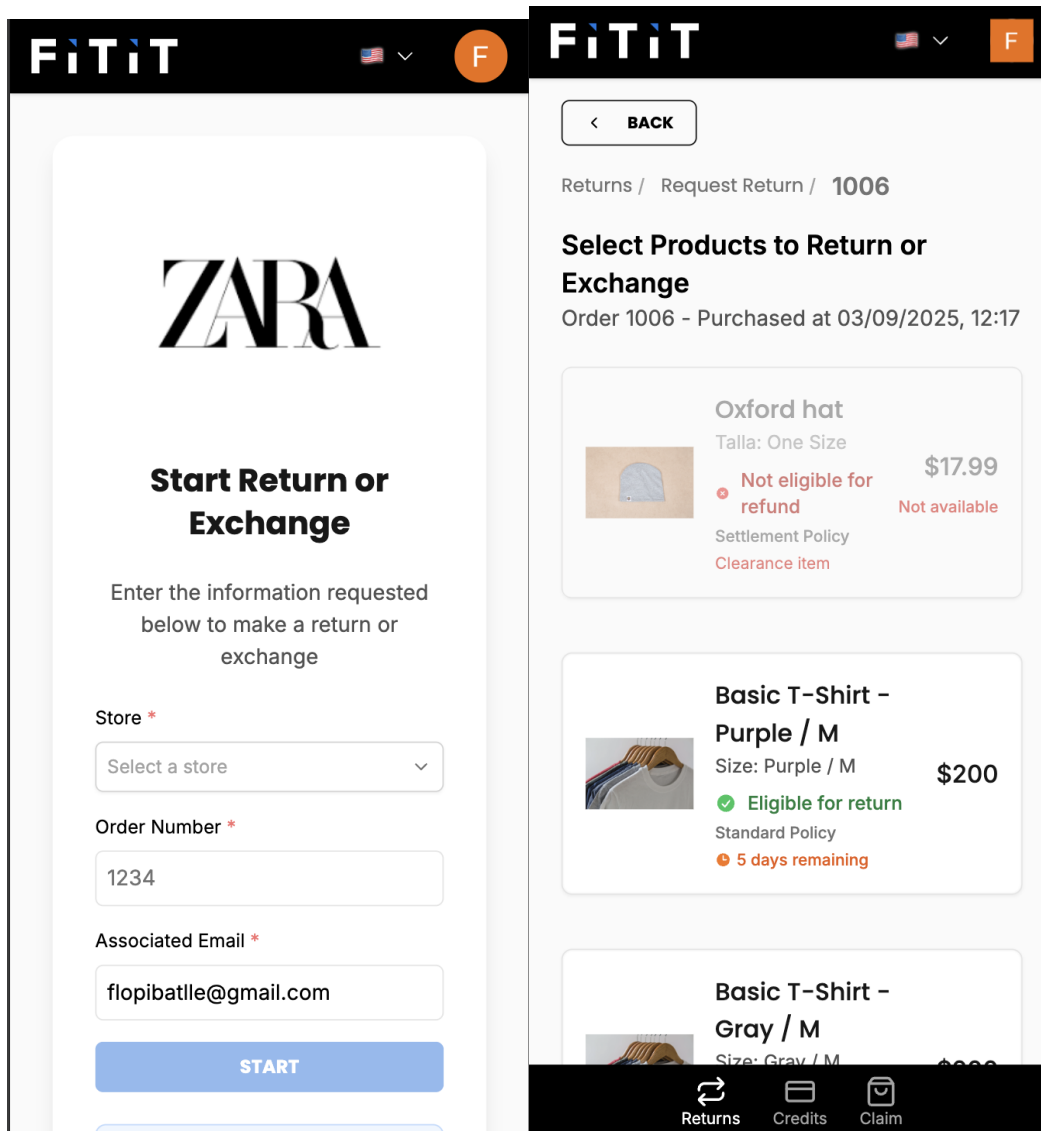 FiTiT
F
ZARA
Start Return or
Exchange
Enter the information requested
below to make a return or
exchange
Store *
Select a store
Order Number *
1234
Associated Email *
flopibatlle@gmail.com
START
FiTiT
F
BACK
Returns / Request Return / 1006
Select Products to Return or
Exchange
Order 1006 - Purchased at 03/09/2025, 12:17
Oxford hat
Talla: One Size
$17.99
Not eligible for
refund
Not available
Settlement Policy
Clearance item
Basic T-Shirt -
Purple / M
Size: Purple / M
$200
Eligible for return
Standard Policy
5 days remaining
Basic T-Shirt -
Gray / M
Size: Gray / M
Returns Credits Claim